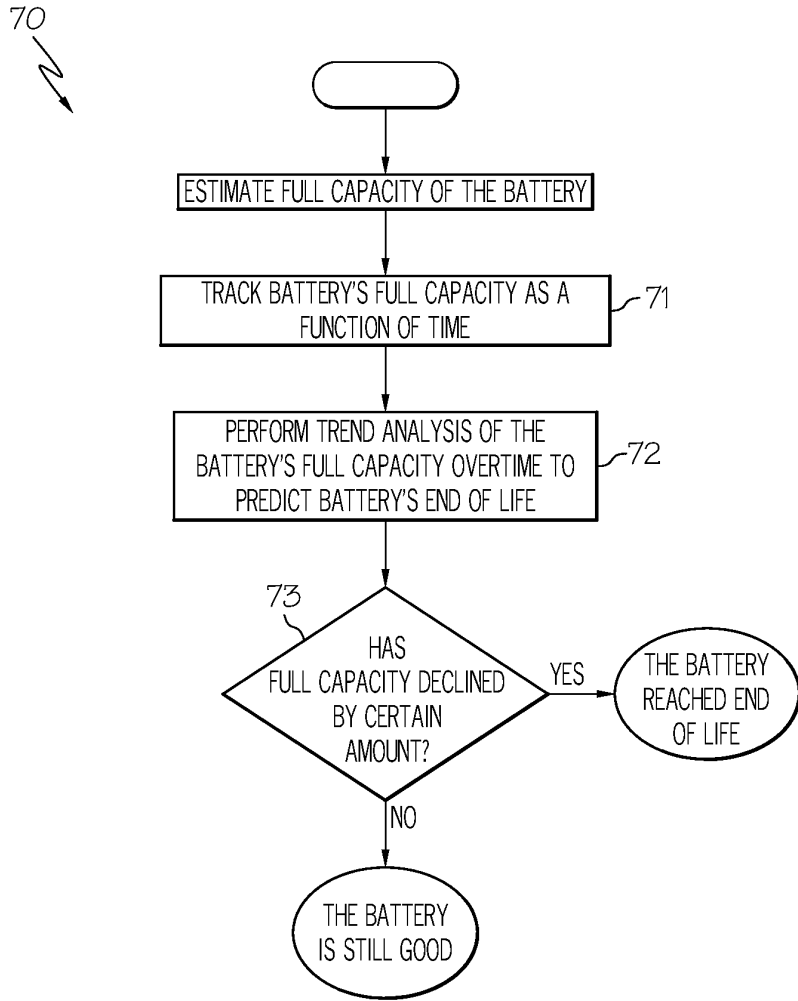 70
ESTIMATE FULL CAPACITY OF THE BATTERY
TRACK BATTERY'S FULL CAPACITY AS A
FUNCTION OF TIME
71
PERFORM TREND ANALYSIS OF THE
BATTERY'S FULL CAPACITY OVERTIME TO
PREDICT BATTERY'S END OF LIFE
72
73
HAS
FULL CAPACITY DECLINED
BY CERTAIN
AMOUNT?
YES
THE BATTERY
REACHED END
OF LIFE
NO
THE BATTERY
IS STILL GOOD